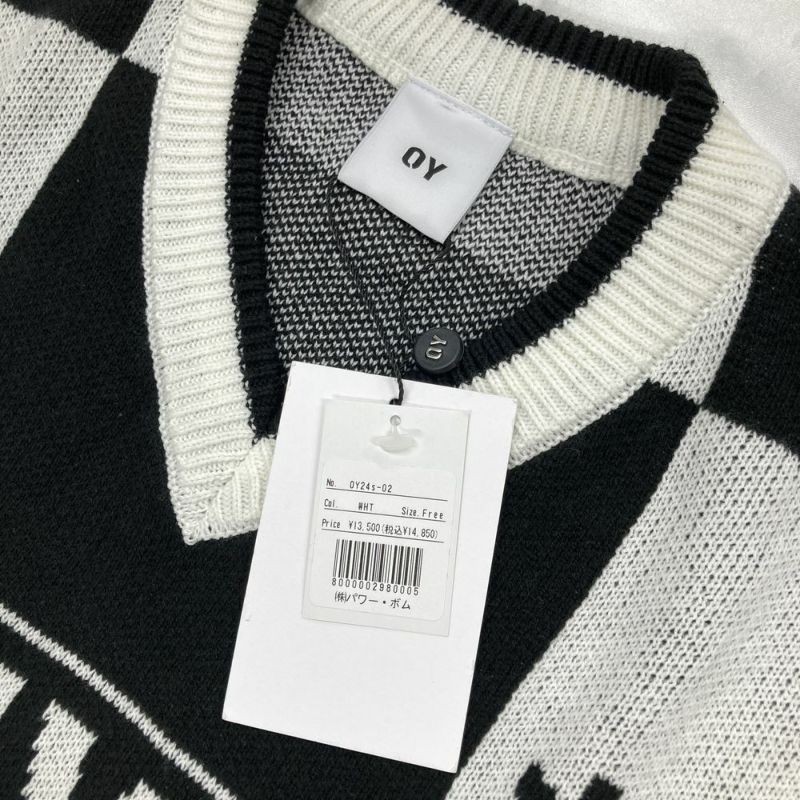 OY
OY
No. OY24s-02
Col. WHT Size.Free
Price ¥13,500(税込¥14,850)
8000002980005
㈱パワー・ボム